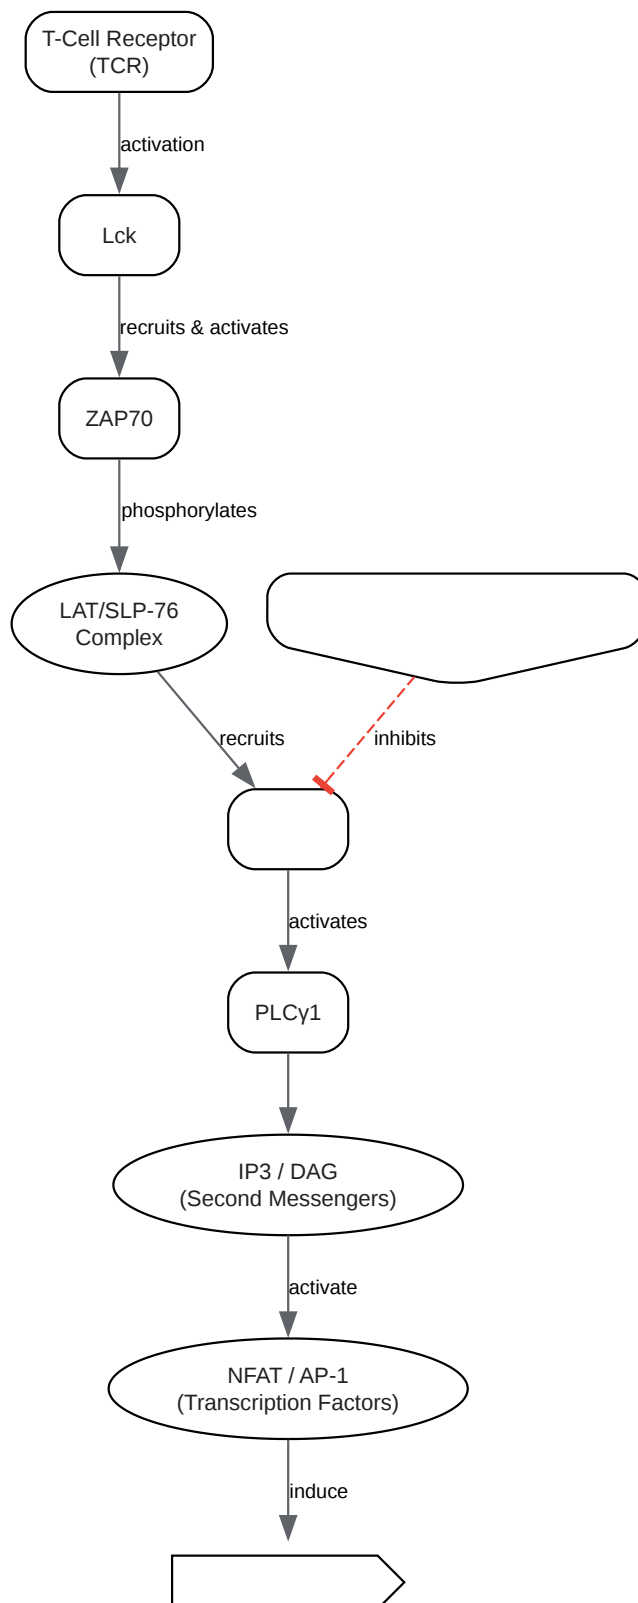 T-Cell Receptor
(TCR)
activation
Lck
recruits & activates
ZAP70
phosphorylates
LAT/SLP-76
Complex
recruits
inhibits
activates
PLCγ1
IP3 / DAG
(Second Messengers)
activate
NFAT / AP-1
(Transcription Factors)
induce